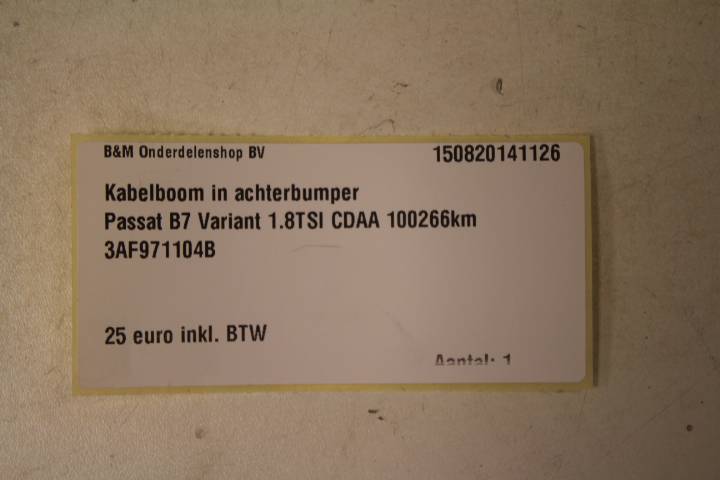 B&M Onderdelenshop BV 150820141126
Kabelboom in achterbumper
Passat B7 Variant 1.8TSI CDAA 100266km
3AF971104B
25 euro inkl. BTW
Aantal: 1